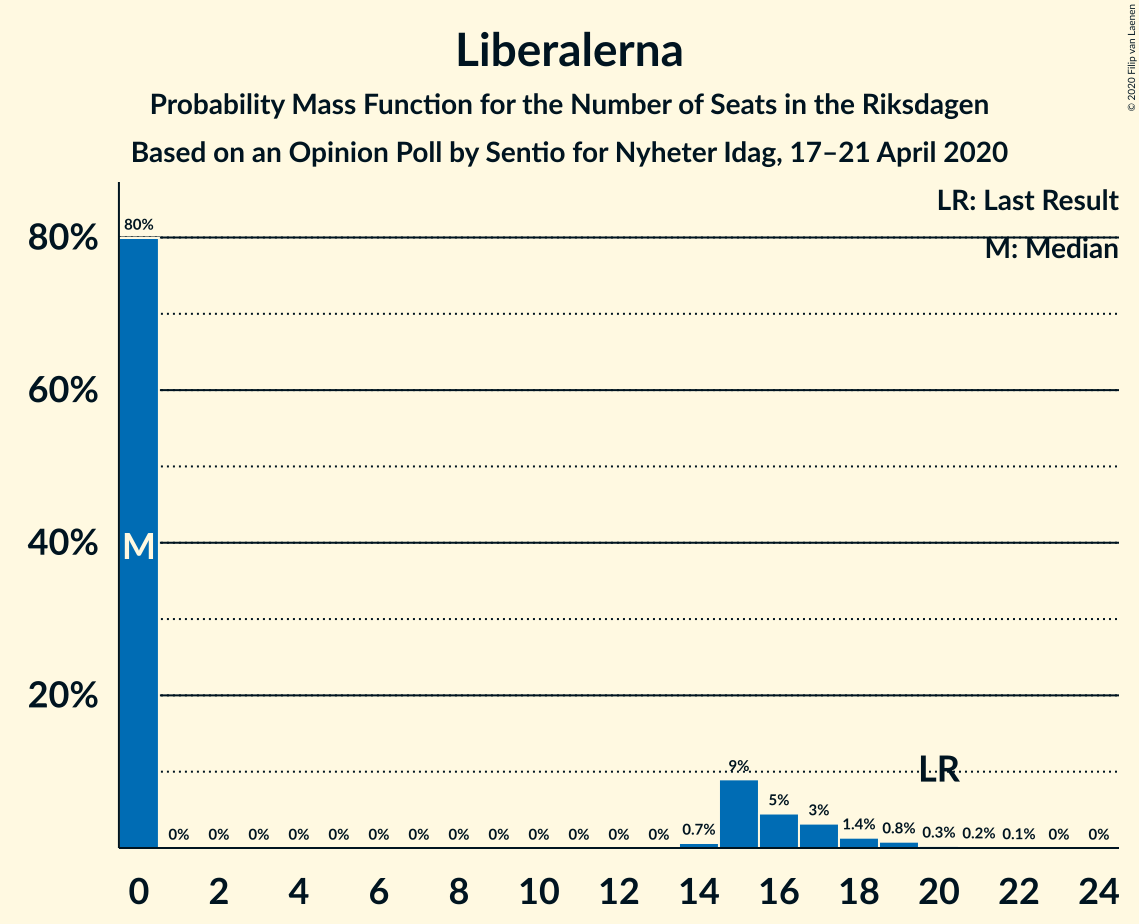 Liberalerna
Probability Mass Function for the Number of Seats in the Riksdagen
Based on an Opinion Poll by Sentio for Nyheter Idag, 17–21 April 2020
© 2020 Filip van Laenen
LR: Last Result
M: Median
80%
60%
40%
20%
80% 0% 0% 0% 0% 0% 0% 0% 0% 0% 0% 0% 0% 0% 0.7% 9% 5% 3% 1.4% 0.8% 0.3% 0.2% 0.1% 0% 0%
M
LR
0 2 4 6 8 10 12 14 16 18 20 22 24